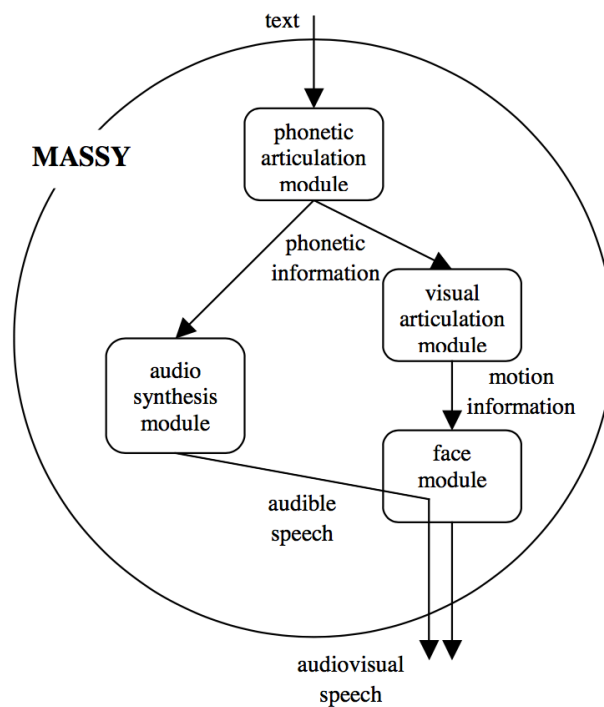 text
phonetic
articulation
module
MASSY
phonetic
information
visual
articulation
module
audio
synthesis
module
motion
information
face
module
audible
speech
audiovisual
speech